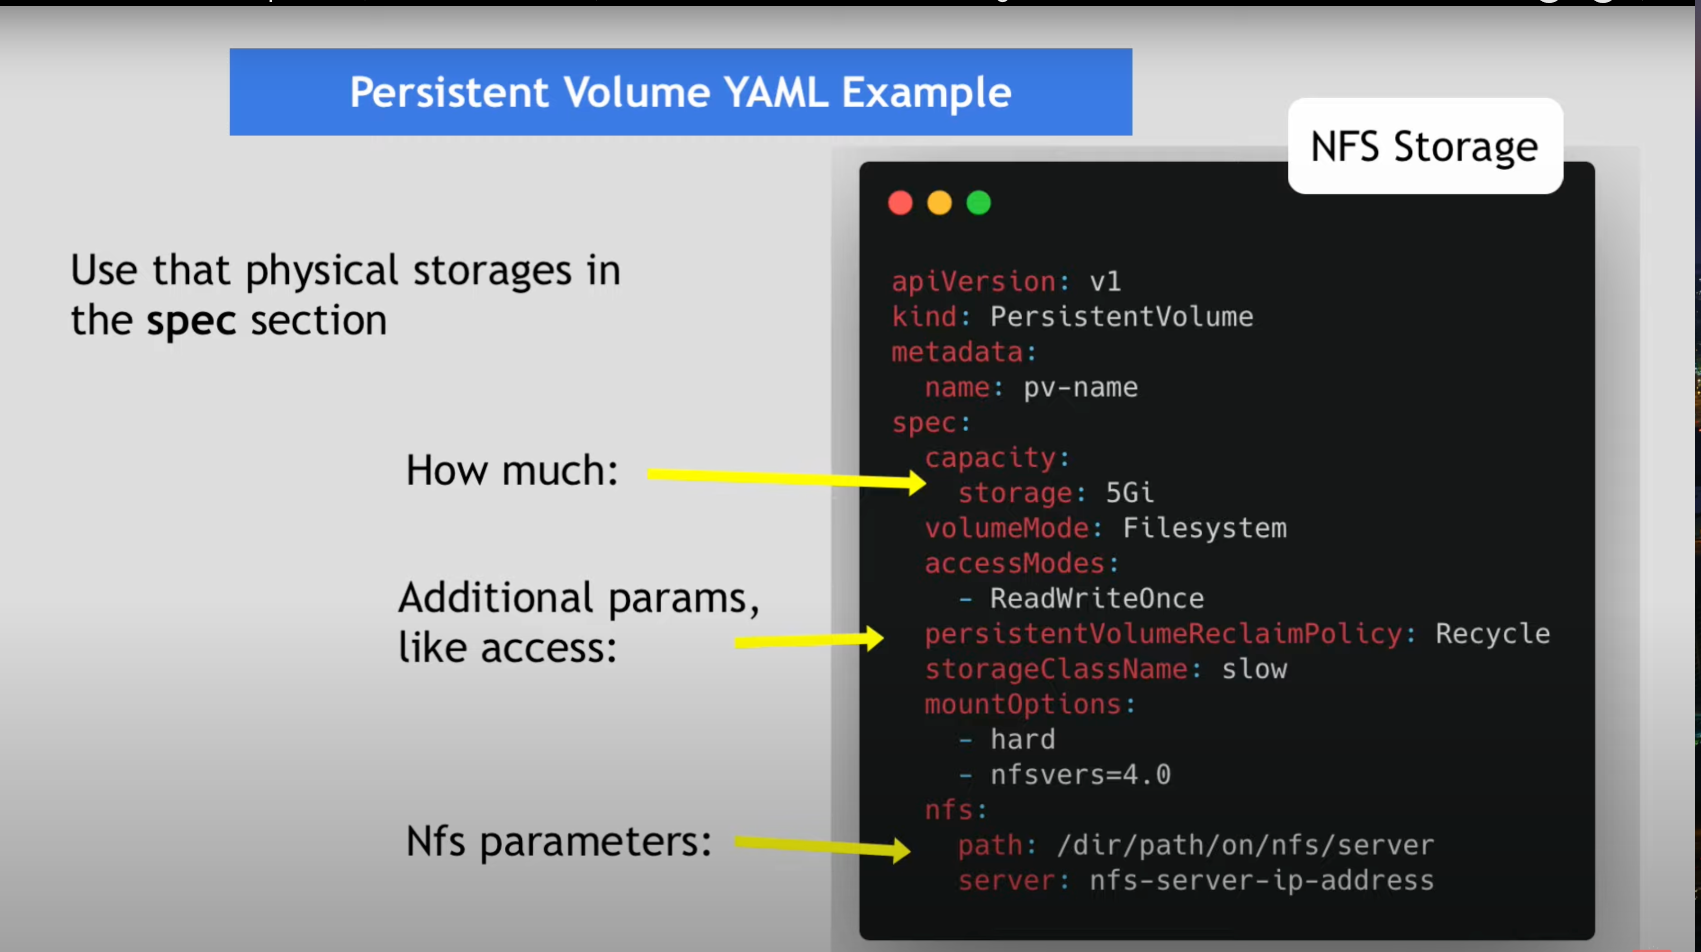 Persistent Volume YAML Example
NFS Storage
Use that physical storages in
the spec section
How much:
Additional params,
like access:
Nfs parameters:
apiVersion: v1
kind: PersistentVolume
metadata:
  name: pv-name
spec:
  capacity:
    storage: 5Gi
  volumeMode: Filesystem
  accessModes:
    - ReadWriteOnce
  persistentVolumeReclaimPolicy: Recycle
  storageClassName: slow
  mountOptions:
    - hard
    - nfsvers=4.0
  nfs:
    path: /dir/path/on/nfs/server
    server: nfs-server-ip-address